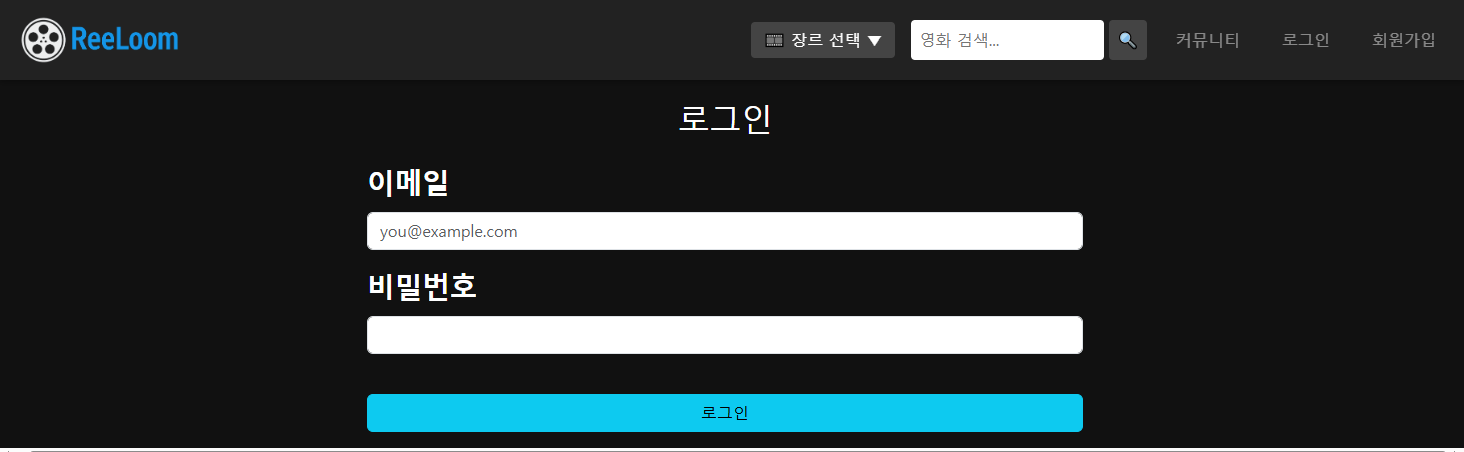 ReeLoom 장르 선택 ▼ 영화 검색... 커뮤니티 로그인 회원가입
로그인
이메일
you@example.com
비밀번호
로그인